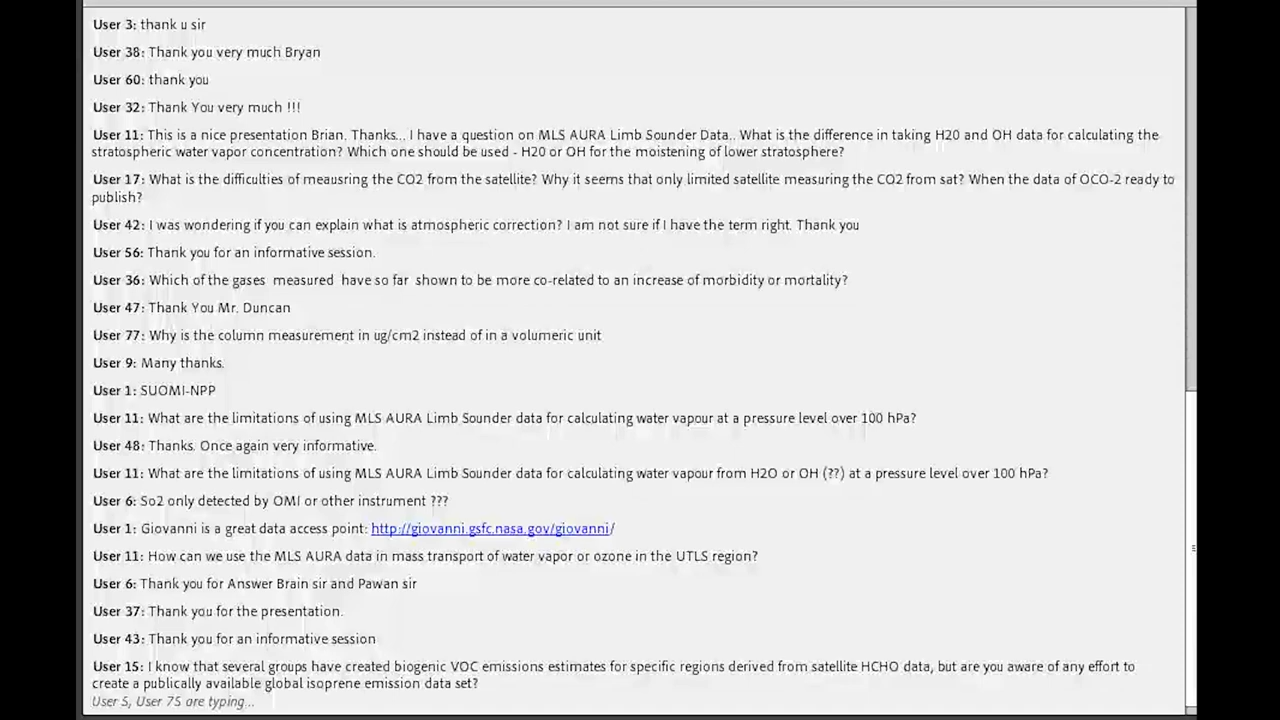 User 3: thank u sir
User 38: Thank you very much Bryan
User 60: thank you
User 32: Thank You very much !!!
User 11: This is a nice presentation Brian. Thanks... I have a question on MLS AURA Limb Sounder Data.. What is the difference in taking H20 and OH data for calculating the
stratospheric water vapor concentration? Which one should be used - H20 or OH for the moistening of lower stratosphere?
User 17: What is the difficulties of meausring the CO2 from the satellite? Why it seems that only limited satellite measuring the CO2 from sat? When the data of OCO-2 ready to
publish?
User 42: I was wondering if you can explain what is atmospheric correction? I am not sure if I have the term right. Thank you
User 56: Thank you for an informative session.
User 36: Which of the gases measured have so far shown to be more co-related to an increase of morbidity or mortality?
User 47: Thank You Mr. Duncan
User 77: Why is the column measurement in ug/cm2 instead of in a volumeric unit
User 9: Many thanks.
User 1: SUOMI-NPP
User 11: What are the limitations of using MLS AURA Limb Sounder data for calculating water vapour at a pressure level over 100 hPa?
User 48: Thanks. Once again very informative.
User 11: What are the limitations of using MLS AURA Limb Sounder data for calculating water vapour from H2O or OH (??) at a pressure level over 100 hPa?
User 6: So2 only detected by OMI or other instrument ???
User 1: Giovanni is a great data access point: http://giovanni.gsfc.nasa.gov/giovanni/
User 11: How can we use the MLS AURA data in mass transport of water vapor or ozone in the UTLS region?
User 6: Thank you for Answer Brain sir and Pawan sir
User 37: Thank you for the presentation.
User 43: Thank you for an informative session
User 15: I know that several groups have created biogenic VOC emissions estimates for specific regions derived from satellite HCHO data, but are you aware of any effort to
create a publically available global isoprene emission data set?
User 5, User 75 are typing...